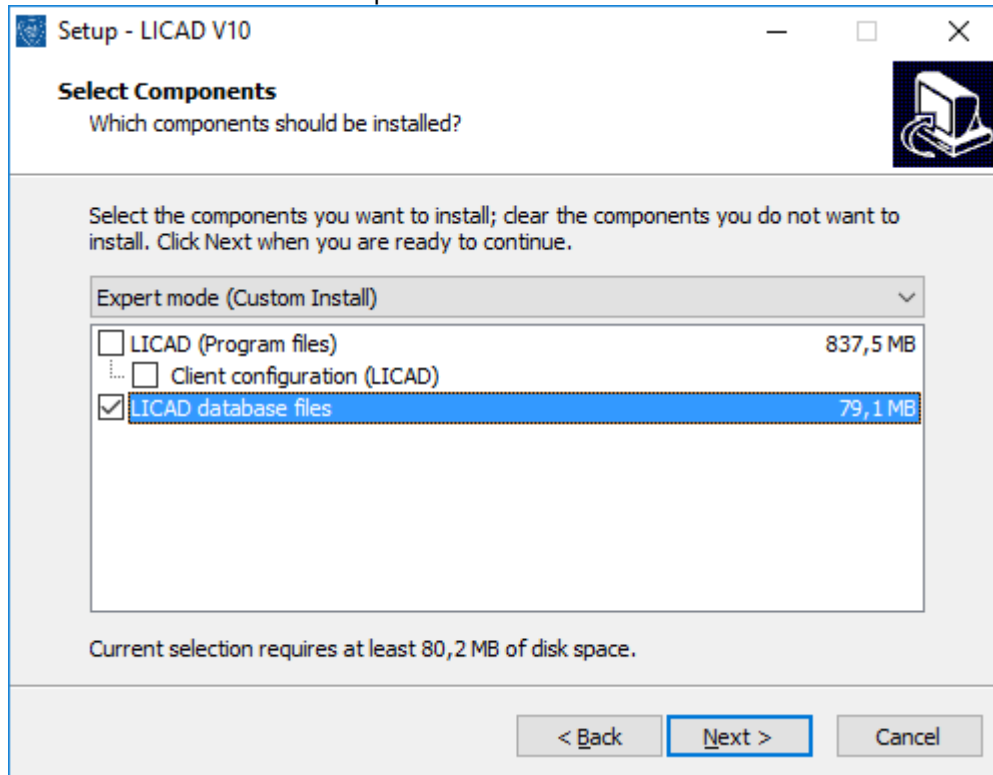 Setup - LICAD V10
Select Components
Which components should be installed?
Select the components you want to install; clear the components you do not want to
install. Click Next when you are ready to continue.
Expert mode (Custom Install)
LICAD (Program files) 837,5 MB
Client configuration (LICAD)
LICAD database files 79,1 MB
Current selection requires at least 80,2 MB of disk space.
< Back Next > Cancel